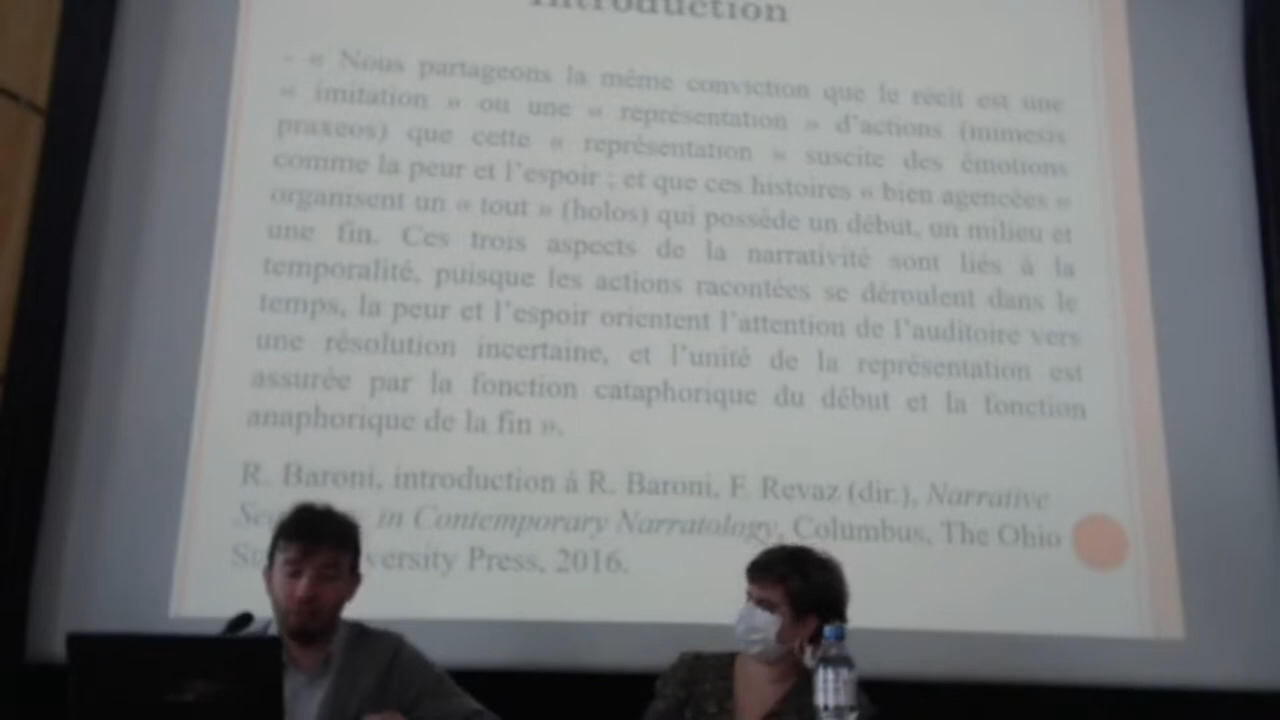 Introduction
- « Nous partageons la même conviction que le récit est une
« imitation » ou une « représentation » d'actions (mimesis
praxeos) que cette « représentation » suscite des émotions
comme la peur et l'espoir ; et que ces histoires « bien agencées »
organisent un « tout » (holos) qui possède un début, un milieu et
une fin. Ces trois aspects de la narrativité sont liés à la
temporalité, puisque les actions racontées se déroulent dans le
temps, la peur et l'espoir orientent l'attention de l'auditoire vers
une résolution incertaine, et l'unité de la représentation est
assurée par la fonction cataphorique du début et la fonction
anaphorique de la fin ».
R. Baroni, introduction à R. Baroni, F. Revaz (dir.), Narrative
in Contemporary Narratology, Columbus, The Ohio
Press, 2016.